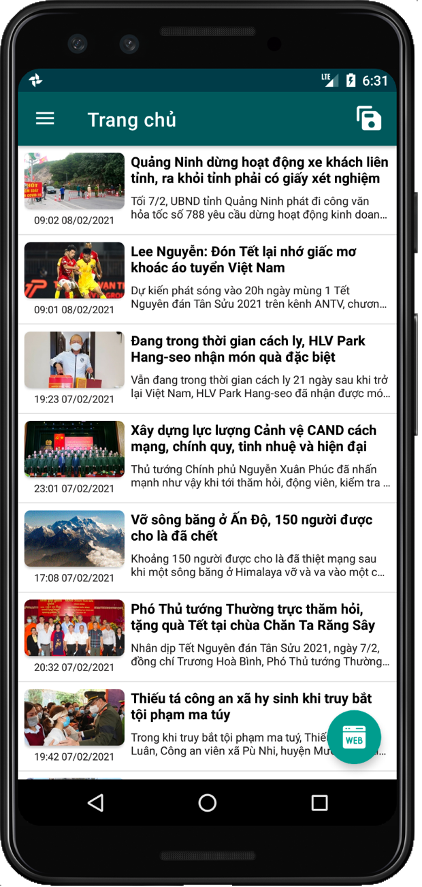 LTE 6:31
Trang chủ
Quảng Ninh dừng hoạt động xe khách liên
tỉnh, ra khỏi tỉnh phải có giấy xét nghiệm
Tối 7/2, UBND tỉnh Quảng Ninh phát đi công văn
hỏa tốc số 788 yêu cầu dừng hoạt động kinh doan...
09:02 08/02/2021
Lee Nguyễn: Đón Tết lại nhớ giấc mơ
khoác áo tuyển Việt Nam
Dự kiến phát sóng vào 20h ngày mùng 1 Tết
Nguyên đán Tân Sửu 2021 trên kênh ANTV, chươn...
09:01 08/02/2021
Đang trong thời gian cách ly, HLV Park
Hang-seo nhận món quà đặc biệt
Vẫn đang trong thời gian cách ly 21 ngày sau khi trở
lại Việt Nam, HLV Park Hang-seo đã nhận được mó...
19:23 07/02/2021
Xây dựng lực lượng Cảnh vệ CAND cách
mạng, chính quy, tinh nhuệ và hiện đại
Thủ tướng Chính phủ Nguyễn Xuân Phúc đã nhấn
mạnh như vậy khi tới thăm hỏi, động viên, kiểm tra ...
23:01 07/02/2021
Vỡ sông băng ở Ấn Độ, 150 người được
cho là đã chết
Khoảng 150 người được cho là đã thiệt mạng sau
khi một sông băng ở Himalaya vỡ và va vào một c...
17:08 07/02/2021
Phó Thủ tướng Thường trực thăm hỏi,
tặng quà Tết tại chùa Chăn Ta Răng Sây
Nhân dịp Tết Nguyên đán Tân Sửu 2021, ngày 7/2,
đồng chí Trương Hoà Bình, Phó Thủ tướng Thường...
20:32 07/02/2021
Thiếu tá công an xã hy sinh khi truy bắt
tội phạm ma túy
Trong khi truy bắt tội phạm ma tuý, Thiế
Luân, Công an viên xã Pù Nhi, huyện Mườ
19:42 07/02/2021
WEB